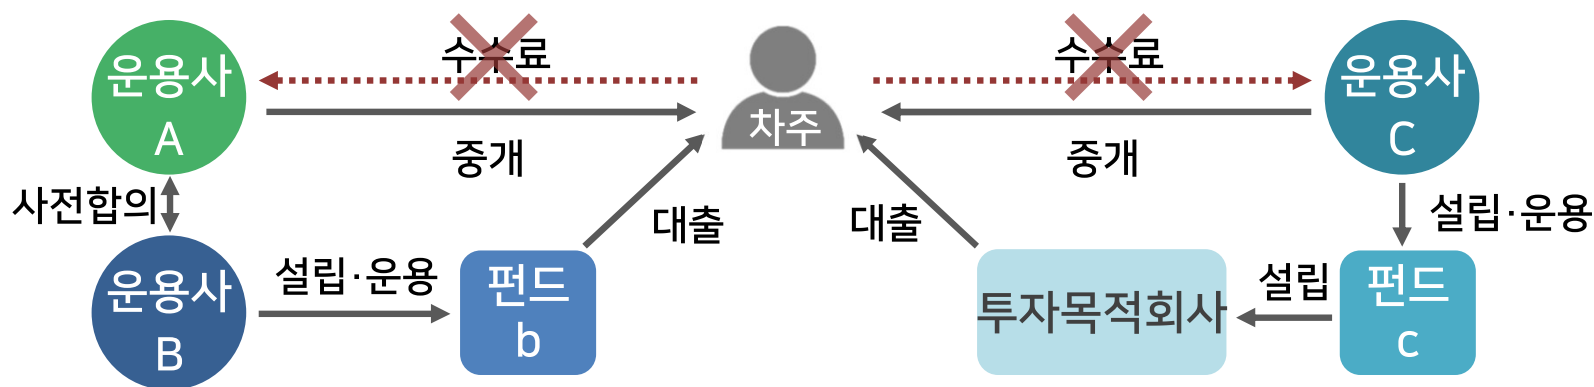 운용사
A
수수료
중개
차주
수수료
중개
운용사
C
사전합의
대출
대출
설립·운용
운용사
B
설립·운용
펀드
b
투자목적회사
설립
펀드
c